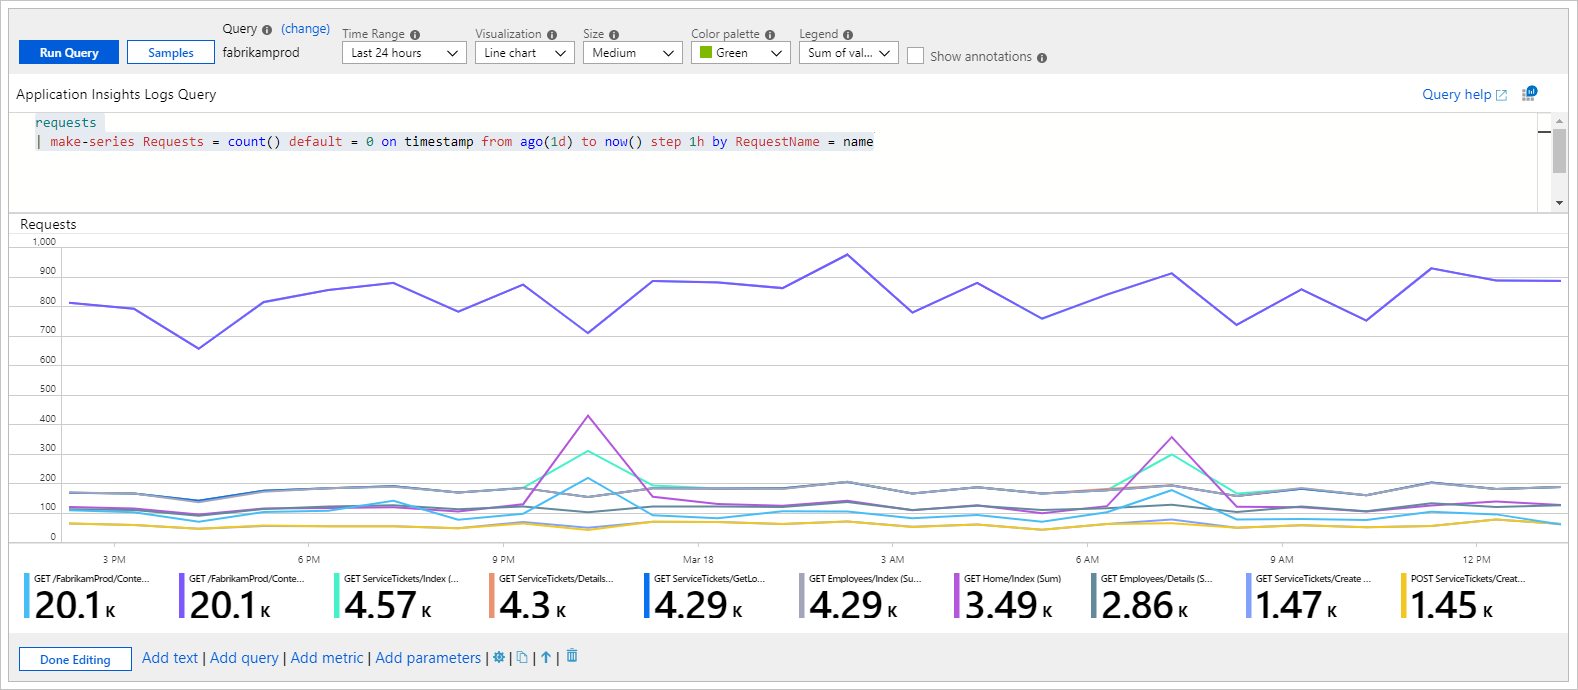 Run Query Samples Query (change) fabrikamprod Time Range Last 24 hours Visualization Line chart Size Medium Color palette Green Legend Sum of val... Show annotations
Application Insights Logs Query Query help
requests
| make-series Requests = count() default = 0 on timestamp from ago(1d) to now() step 1h by RequestName = name
Requests
1,000
900
800
700
600
500
400
300
200
100
0
3 PM 6 PM 9 PM Mar 18 3 AM 6 AM 9 AM 12 PM
GET /FabrikamProd/Conte... GET /FabrikamProd/Conte... GET ServiceTickets/Index (... GET ServiceTickets/Details... GET ServiceTickets/GetLo... GET Employees/Index (Su... GET Home/Index (Sum) GET Employees/Details (S... GET ServiceTickets/Create ... POST ServiceTickets/Creat...
20.1 K 20.1 K 4.57 K 4.3 K 4.29 K 4.29 K 3.49 K 2.86 K 1.47 K 1.45 K
Done Editing Add text | Add query | Add metric | Add parameters | | | |